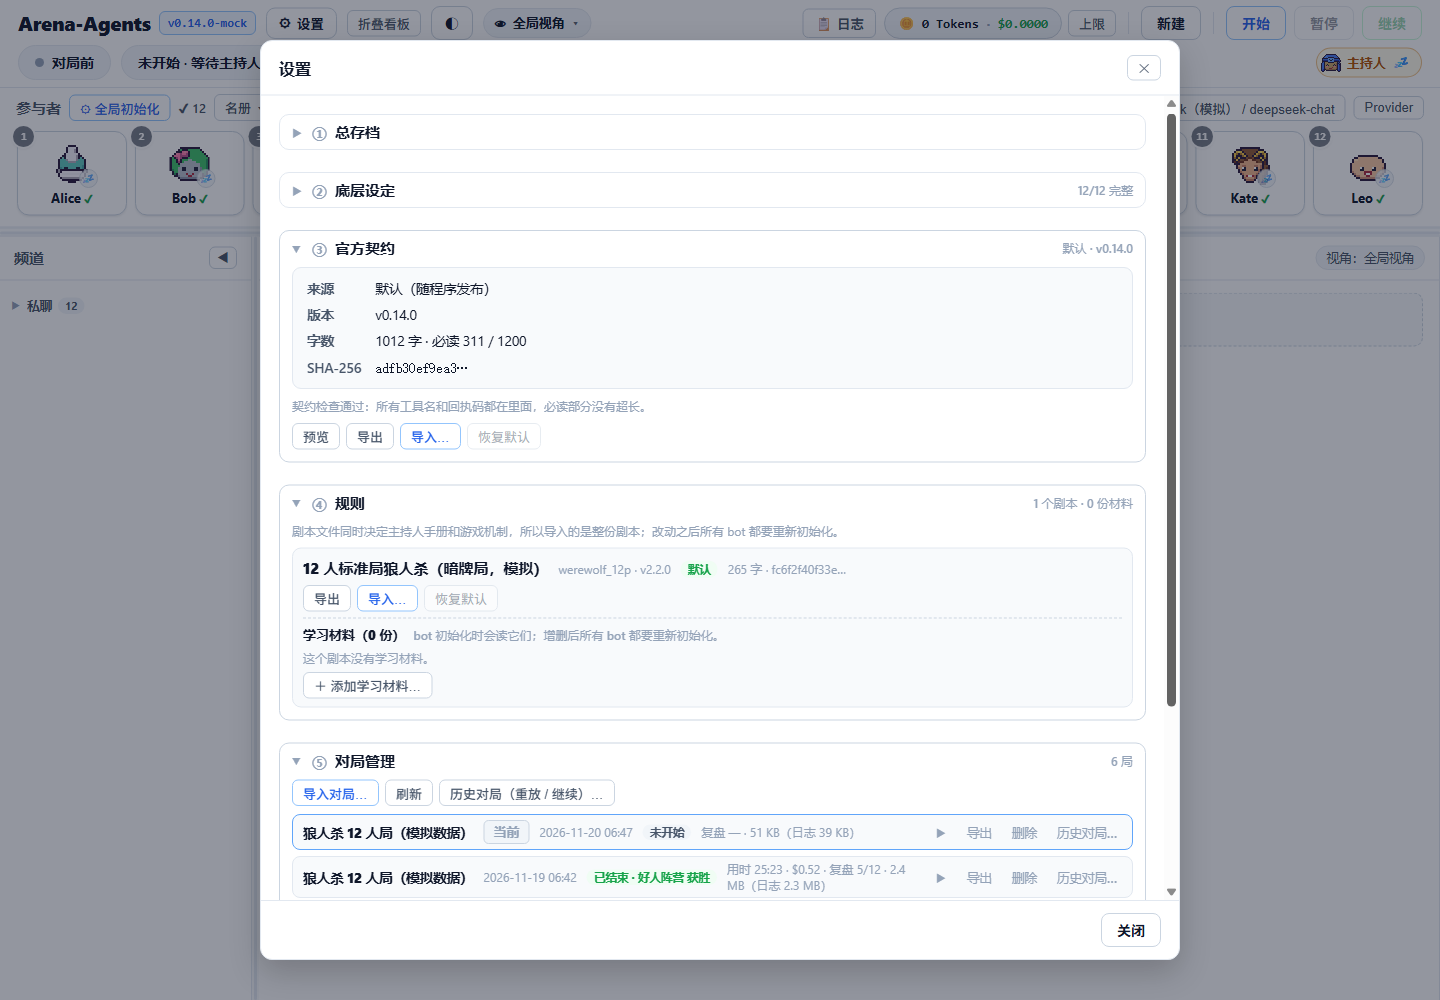 Arena-Agents v0.14.0-mock 设置 折叠看板 全局视角 日志 0 Tokens · $0.0000 上限 新建 开始 暂停 继续
对局前 未开始 · 等待主持人 主持人
参与者 全局初始化 ✓ 12 名册 k（模拟） / deepseek-chat Provider
1 2 3 11 12
Alice ✓ Bob ✓ Kate ✓ Leo ✓
频道 视角：全局视角
私聊 12
设置
① 总存档
② 底层设定 12/12 完整
③ 官方契约 默认 · v0.14.0
来源 默认（随程序发布）
版本 v0.14.0
字数 1012 字 · 必读 311 / 1200
SHA-256 adfb30ef9ea3…
契约检查通过：所有工具名和回执码都在里面，必读部分没有超长。
预览 导出 导入… 恢复默认
④ 规则 1 个剧本 · 0 份材料
剧本文件同时决定主持人手册和游戏机制，所以导入的是整份剧本；改动之后所有 bot 都要重新初始化。
12 人标准局狼人杀（暗牌局，模拟） werewolf_12p · v2.2.0 默认 265 字 · fc6f2f40f33e...
导出 导入… 恢复默认
学习材料（0 份） bot 初始化时会读它们；增删后所有 bot 都要重新初始化。
这个剧本没有学习材料。
＋ 添加学习材料…
⑤ 对局管理 6 局
导入对局… 刷新 历史对局（重放 / 继续）…
狼人杀 12 人局（模拟数据） 当前 2026-11-20 06:47 未开始 复盘 — · 51 KB（日志 39 KB） 导出 删除 历史对局…
狼人杀 12 人局（模拟数据） 2026-11-19 06:42 已结束 · 好人阵营 获胜 用时 25:23 · $0.52 · 复盘 5/12 · 2.4 MB（日志 2.3 MB） 导出 删除 历史对局…
关闭